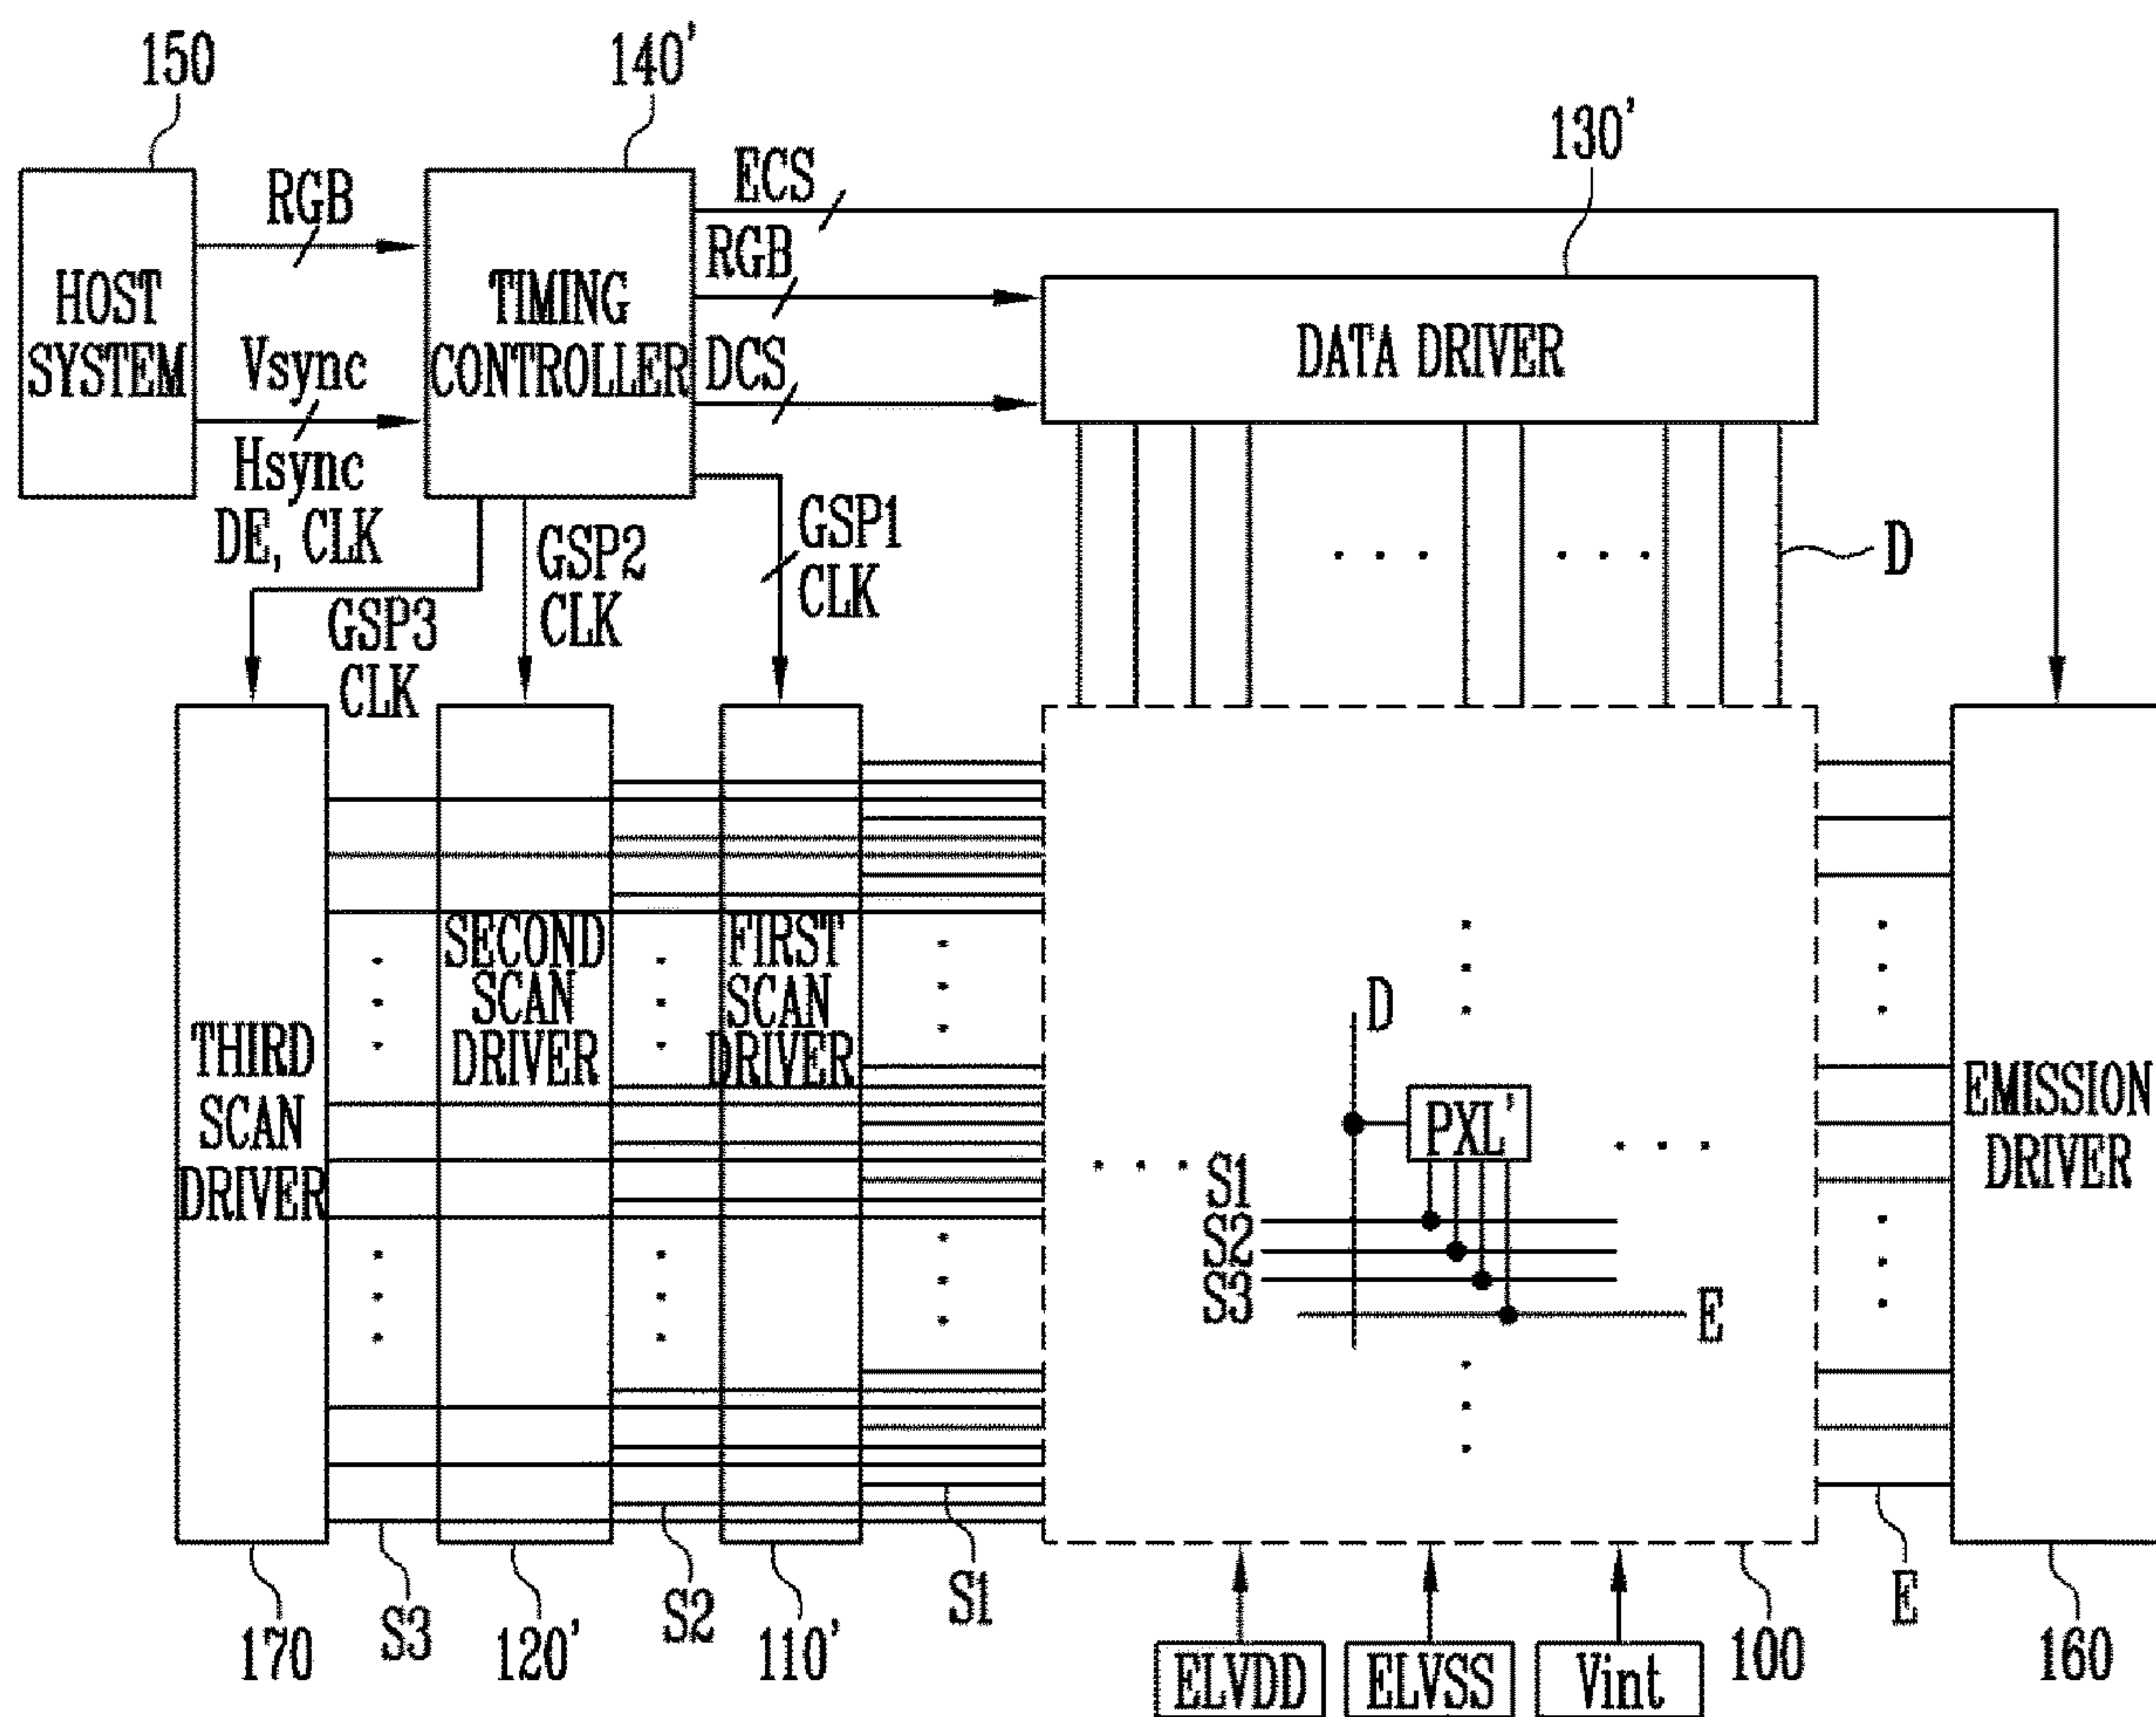 150
140'
130'
HOST
SYSTEM
RGB
Vsync
Hsync
DE, CLK
TIMING
CONTROLLER
ECS
RGB
DCS
DATA DRIVER
GSP3
CLK
GSP2
CLK
GSP1
CLK
D
THIRD
SCAN
DRIVER
SECOND
SCAN
DRIVER
FIRST
SCAN
DRIVER
D
PXL'
S1
S2
S3
E
EMISSION
DRIVER
170
S3
120'
S2
110'
S1
ELVDD
ELVSS
Vint
100
E
160